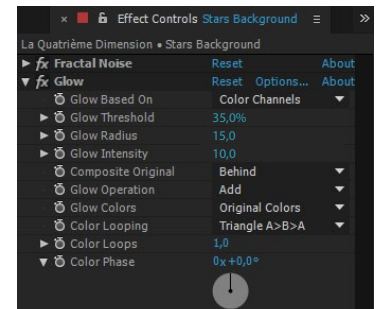 Effect Controls Stars Background
La Quatrième Dimension • Stars Background
fx Fractal Noise Reset About
fx Glow Reset Options... About
Glow Based On Color Channels
Glow Threshold 35,0%
Glow Radius 15,0
Glow Intensity 10,0
Composite Original Behind
Glow Operation Add
Glow Colors Original Colors
Color Looping Triangle A>B>A
Color Loops 1,0
Color Phase 0x+0,0°